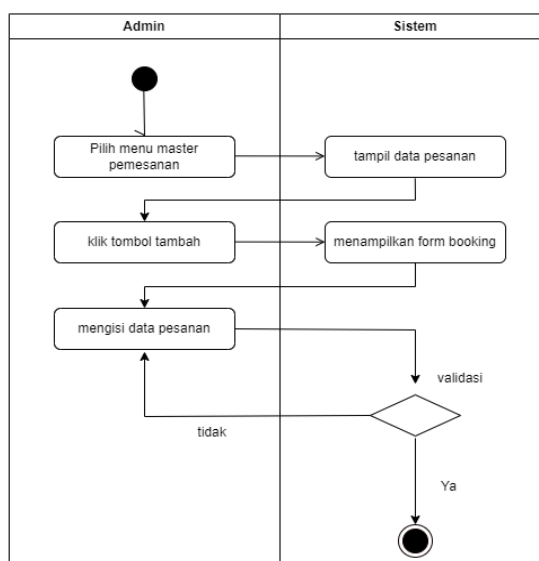 Admin
Sistem
Pilih menu master
pemesanan
tampil data pesanan
klik tombol tambah
menampilkan form booking
mengisi data pesanan
validasi
tidak
Ya